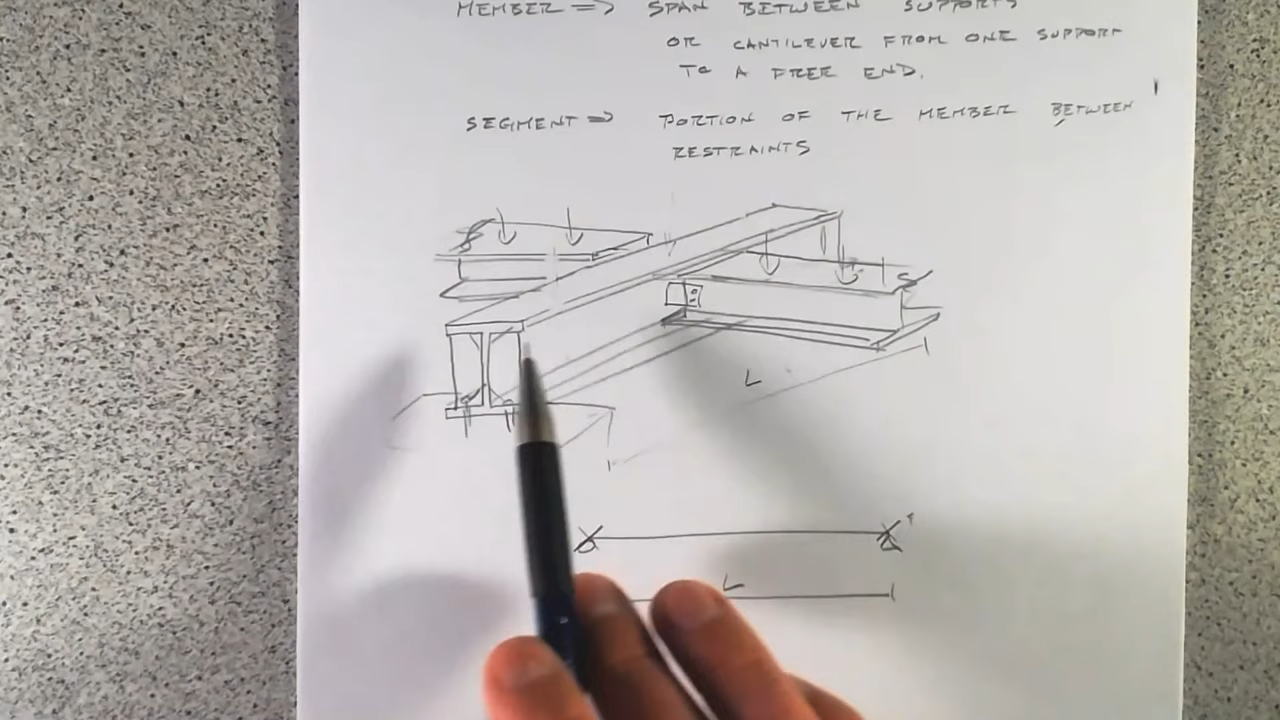 MEMBER => SPAN BETWEEN SUPPORTS
OR CANTILEVER FROM ONE SUPPORT
TO A FREE END.
SEGMENT => PORTION OF THE MEMBER BETWEEN
RESTRAINTS
L
L